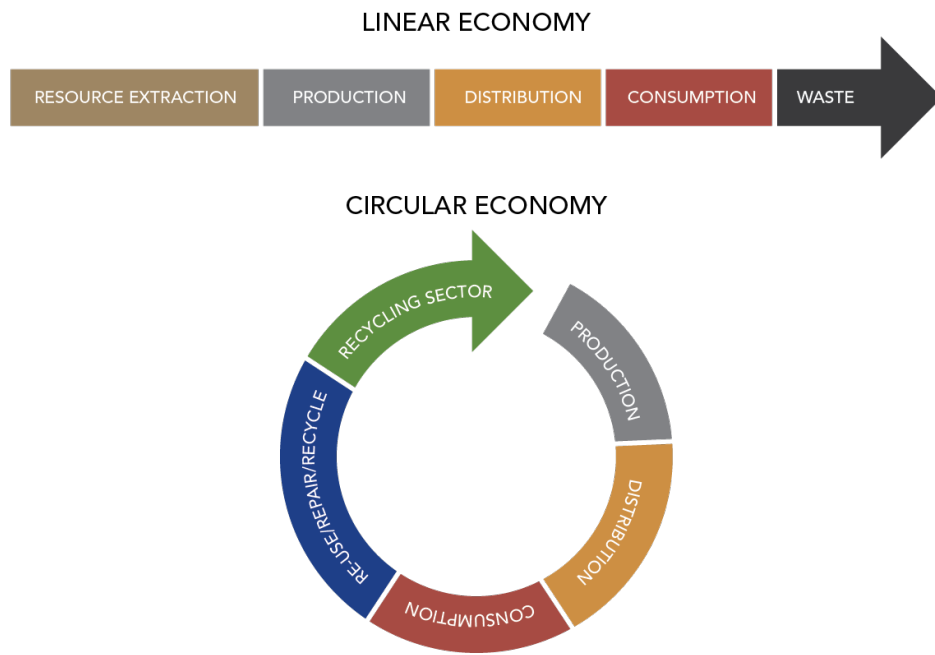 LINEAR ECONOMY
RESOURCE EXTRACTION
PRODUCTION
DISTRIBUTION
CONSUMPTION
WASTE
CIRCULAR ECONOMY
RECYCLING SECTOR
PRODUCTION
DISTRIBUTION
CONSUMPTION
RE-USE/REPAIR/RECYCLE